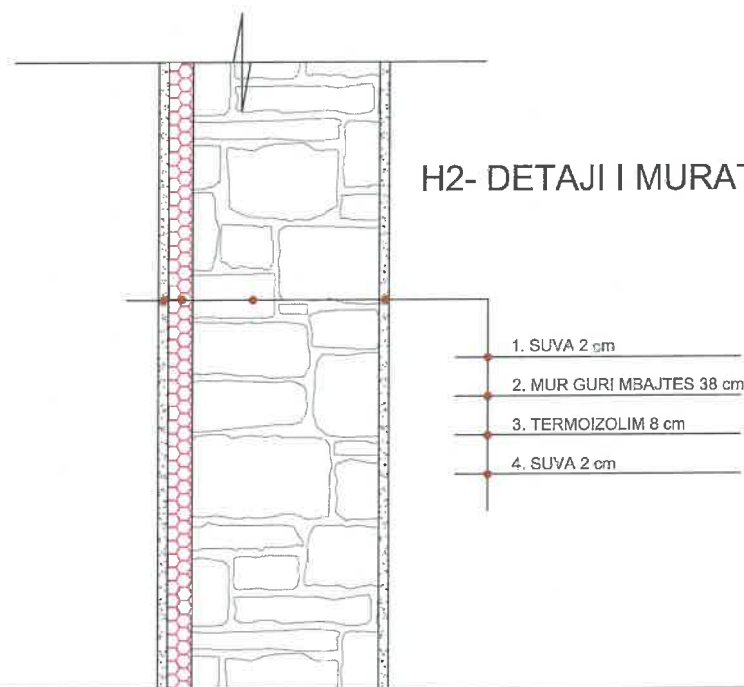 H2- DETAJI I MURAT
1. SUVA 2 cm
2. MUR GURI MBAJTES 38 cm
3. TERMOIZOLIM 8 cm
4. SUVA 2 cm